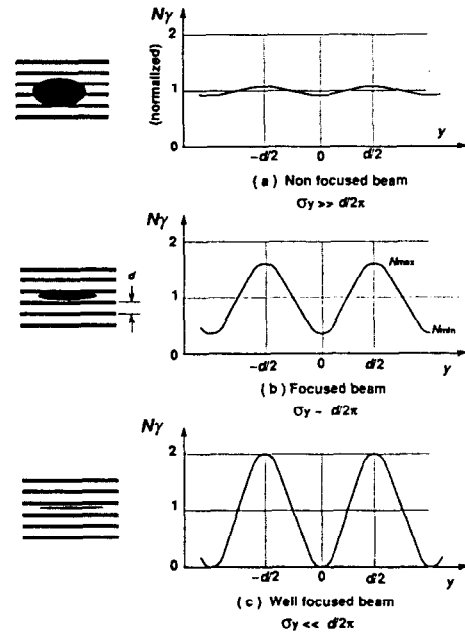 Nγ
(normalized)
2
1
0
-d/2
0
d/2
y
( a ) Non focused beam
σy >> d/2π
Nγ
d
2
1
0
Nmax
Nmin
-d/2
0
d/2
y
( b ) Focused beam
σy ~ d/2π
Nγ
2
1
0
-d/2
0
d/2
y
( c ) Well focused beam
σy << d/2π